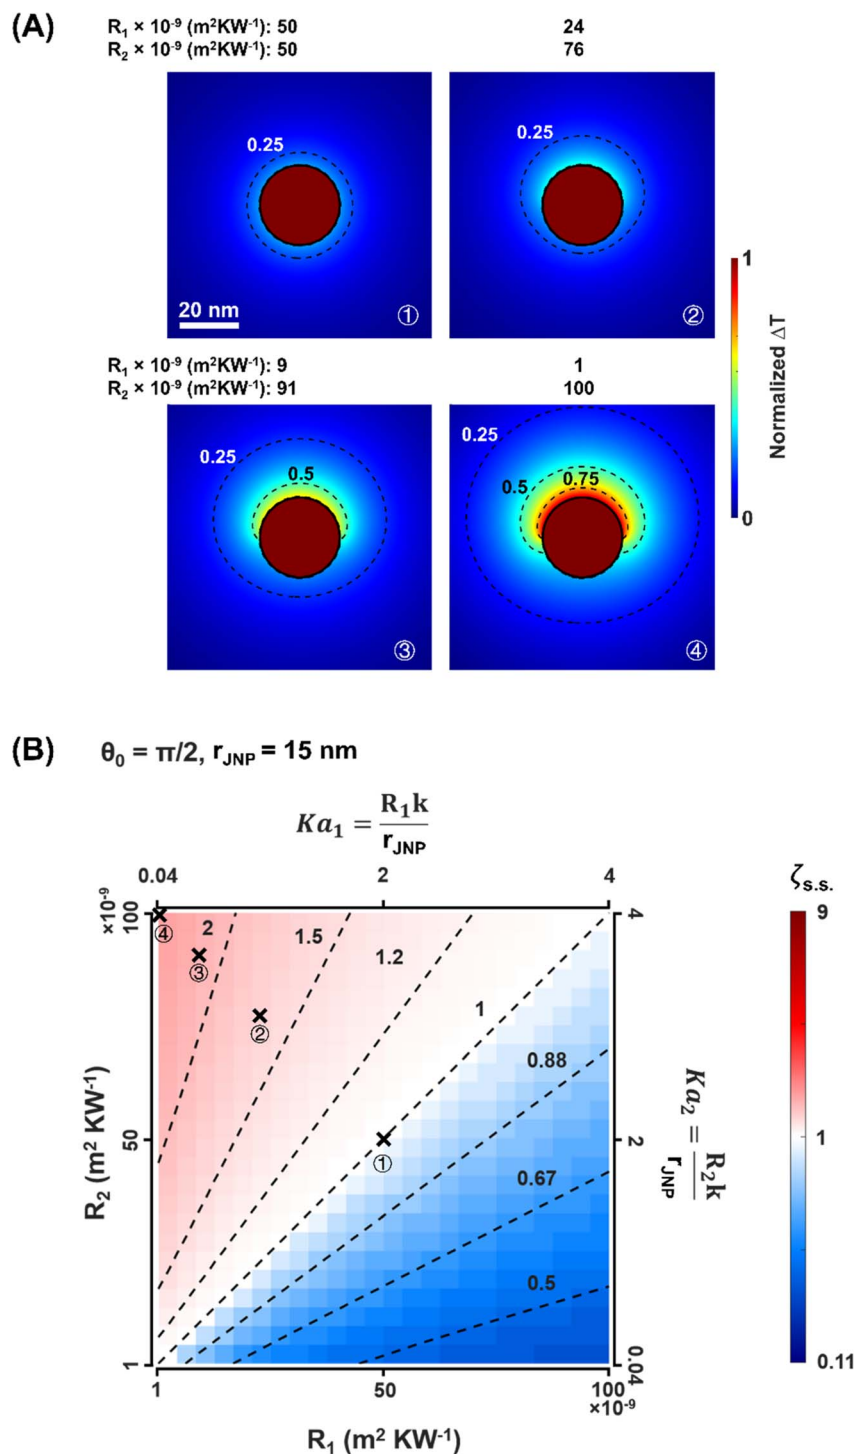 (A)
R₁ × 10⁻⁹ (m²KW⁻¹): 50 24
R₂ × 10⁻⁹ (m²KW⁻¹): 50 76
0.25 0.25
20 nm ① ②
1
Normalized ΔT
0
R₁ × 10⁻⁹ (m²KW⁻¹): 9 1
R₂ × 10⁻⁹ (m²KW⁻¹): 91 100
0.25 0.5 0.25 0.5 0.75
③ ④
(B) θ₀ = π/2, r_JNP = 15 nm
Ka₁ = R₁k / r_JNP
0.04 2 4
×10⁻⁹
100 50 1
R₂ (m² KW⁻¹)
④ ③ ② ①
2 1.5 1.2 1 0.88 0.67 0.5
4 2 0.04
Ka₂ = R₂k / r_JNP
1 50 100
×10⁻⁹
R₁ (m² KW⁻¹)
ζs.s.
9
1
0.11